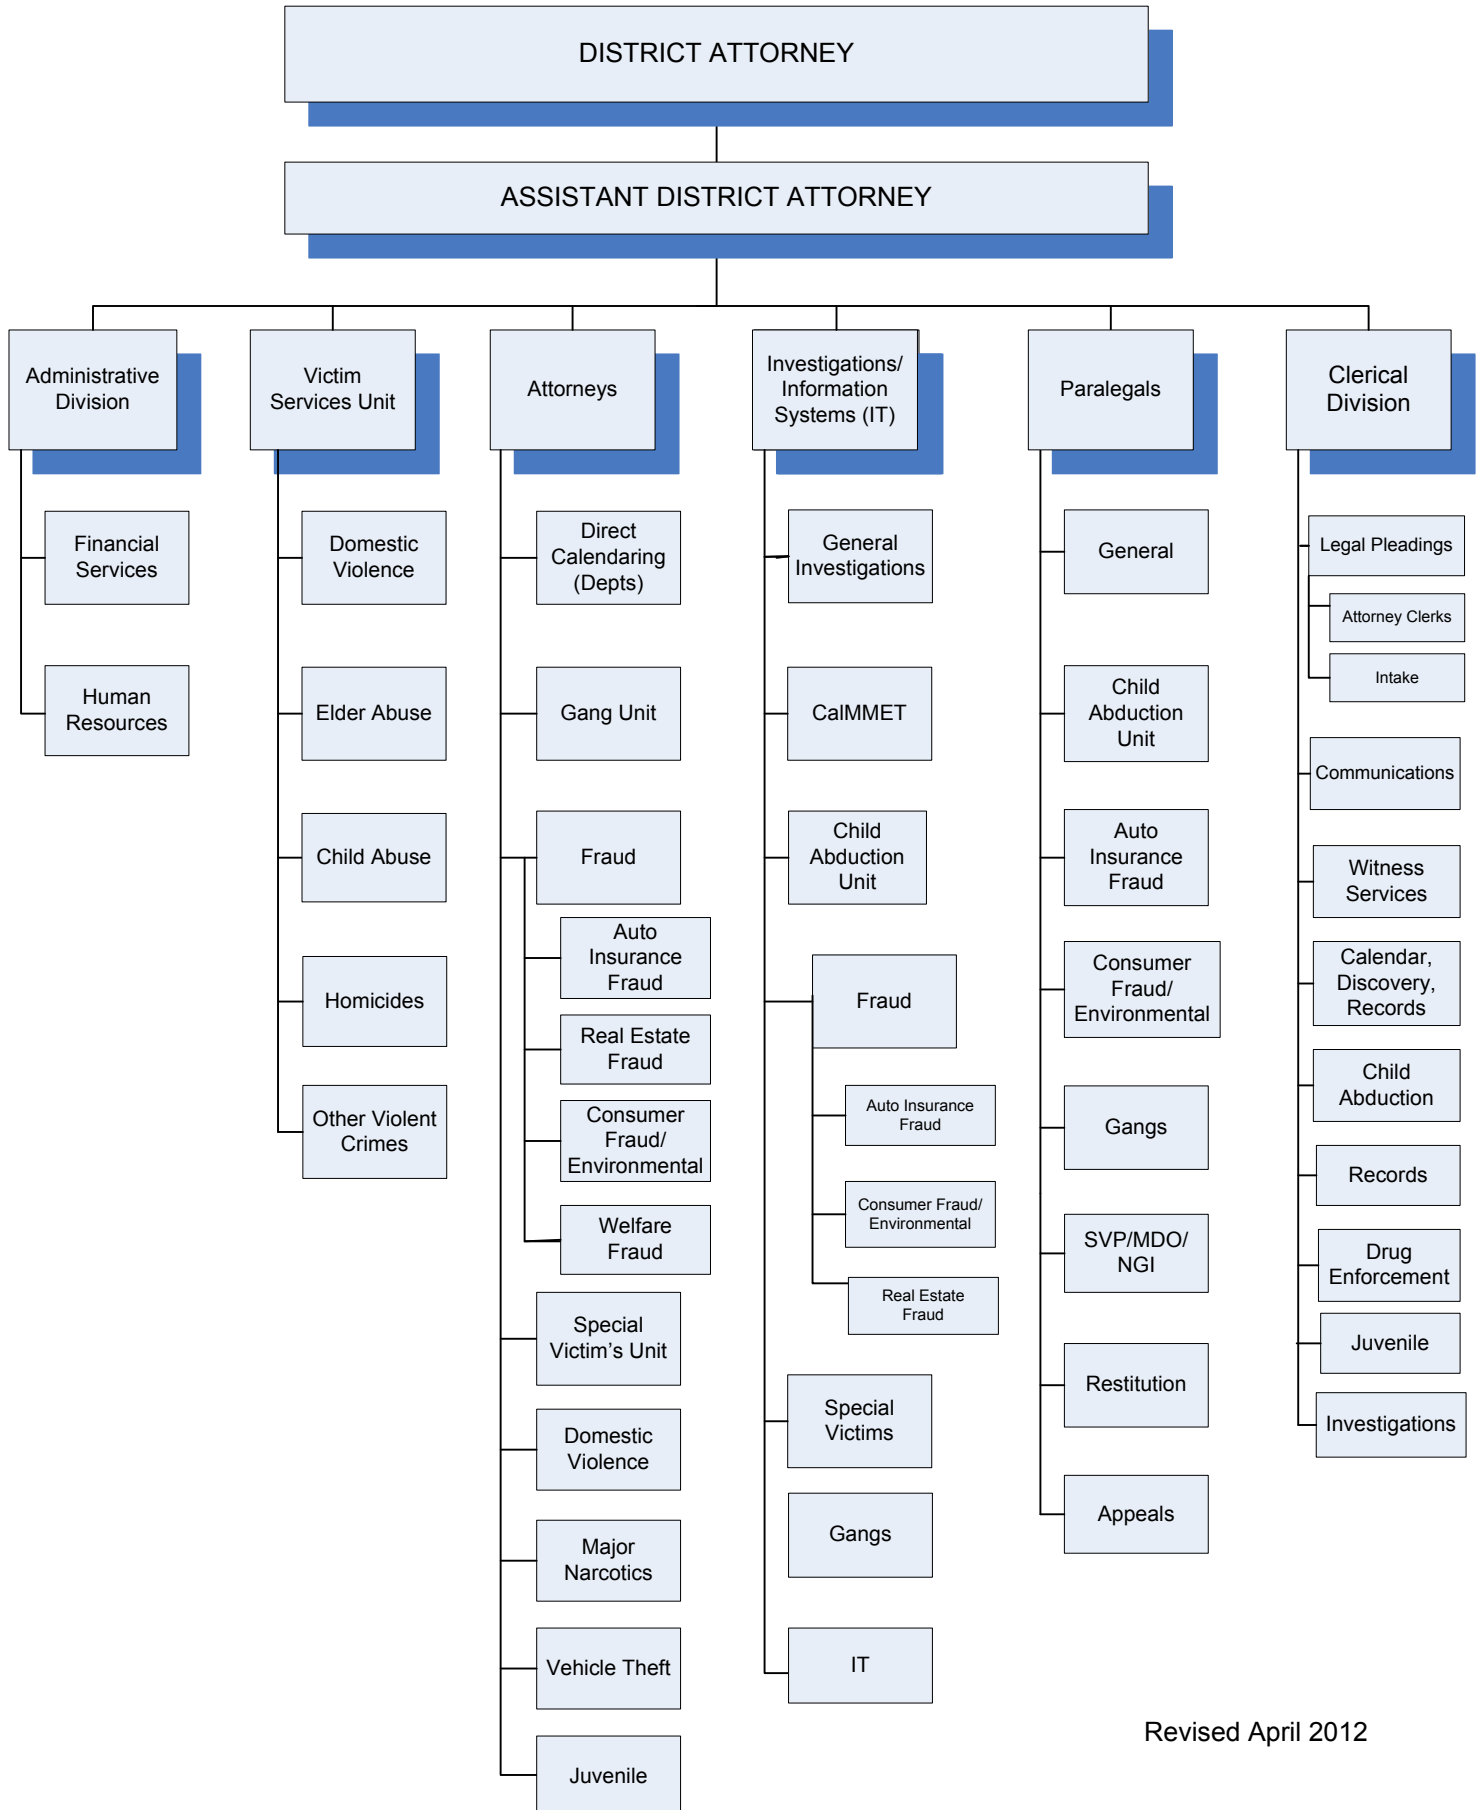 DISTRICT ATTORNEY
ASSISTANT DISTRICT ATTORNEY
Administrative
Division
Financial
Services
Human
Resources
Victim
Services Unit
Domestic
Violence
Elder Abuse
Child Abuse
Homicides
Other Violent
Crimes
Attorneys
Direct
Calendaring
(Depts)
Gang Unit
Fraud
Auto
Insurance
Fraud
Real Estate
Fraud
Consumer
Fraud/
Environmental
Welfare
Fraud
Special
Victim's Unit
Domestic
Violence
Major
Narcotics
Vehicle Theft
Juvenile
Investigations/
Information
Systems (IT)
General
Investigations
CalMMET
Child
Abduction
Unit
Fraud
Auto Insurance
Fraud
Consumer Fraud/
Environmental
Real Estate
Fraud
Special
Victims
Gangs
IT
Paralegals
General
Child
Abduction
Unit
Auto
Insurance
Fraud
Consumer
Fraud/
Environmental
Gangs
SVP/MDO/
NGI
Restitution
Appeals
Clerical
Division
Legal Pleadings
Attorney Clerks
Intake
Communications
Witness
Services
Calendar,
Discovery,
Records
Child
Abduction
Records
Drug
Enforcement
Juvenile
Investigations
Revised April 2012